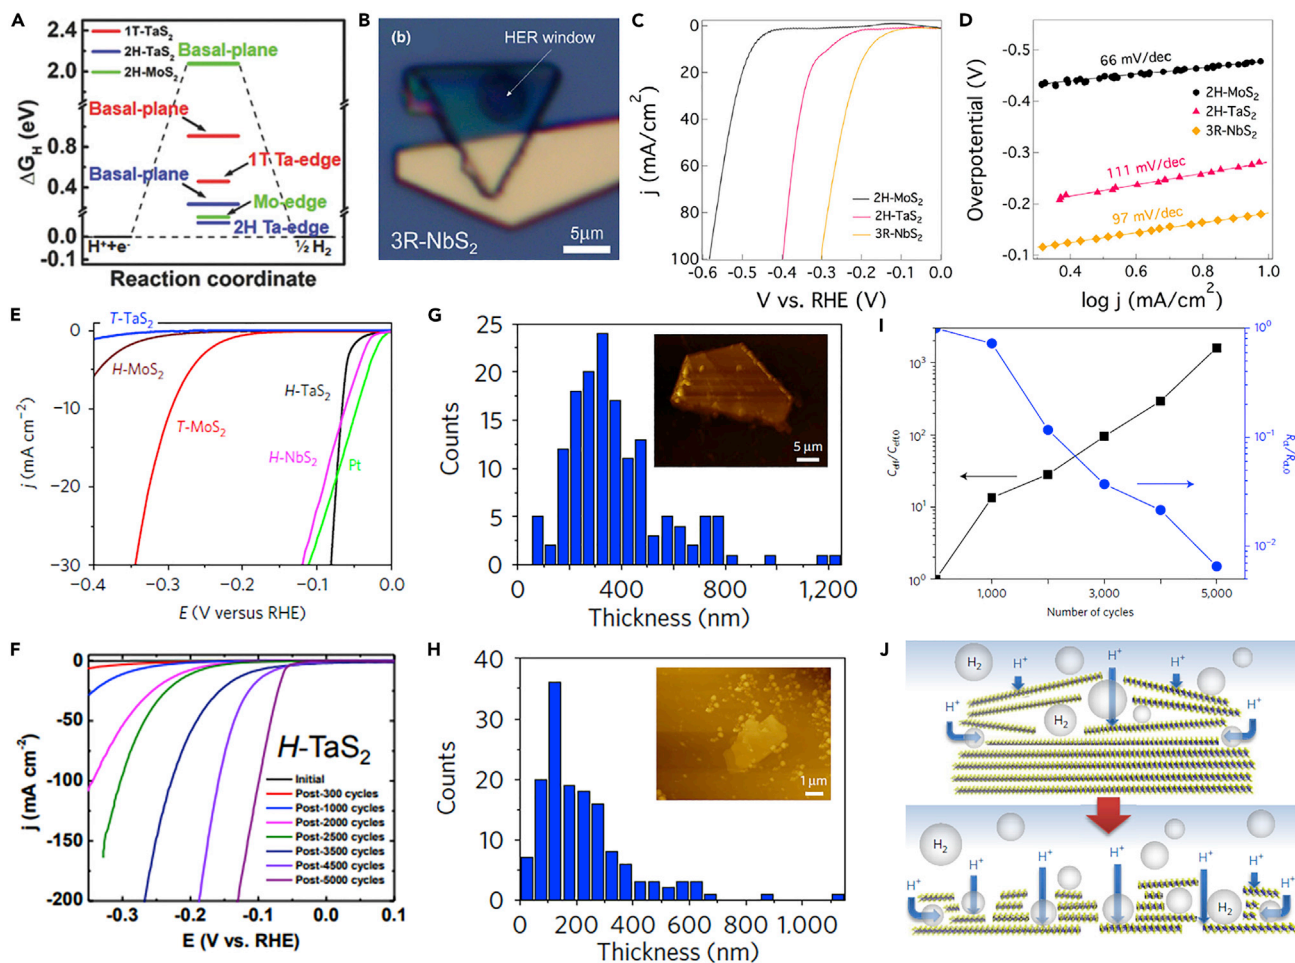 A
1T-TaS₂
2H-TaS₂
2H-MoS₂
Basal-plane
Basal-plane
1T Ta-edge
Basal-plane
Mo-edge
2H Ta-edge
H⁺+e⁻
½ H₂
2.4
2.0
0.8
0.4
0.0
-0.1
ΔG_H (eV)
Reaction coordinate
B
(b)
HER window
3R-NbS₂
5μm
C
0
20
40
60
80
100
j (mA/cm²)
2H-MoS₂
2H-TaS₂
3R-NbS₂
-0.6
-0.5
-0.4
-0.3
-0.2
-0.1
0.0
V vs. RHE (V)
D
-0.5
-0.4
-0.3
-0.2
-0.1
Overpotential (V)
66 mV/dec
2H-MoS₂
2H-TaS₂
3R-NbS₂
111 mV/dec
97 mV/dec
0.4
0.6
0.8
1.0
log j (mA/cm²)
E
T-TaS₂
H-MoS₂
T-MoS₂
H-TaS₂
H-NbS₂
Pt
0
−10
−20
−30
j (mA cm⁻²)
−0.4
−0.3
−0.2
−0.1
0.0
E (V versus RHE)
G
25
20
15
10
5
0
Counts
5 μm
0
400
800
1,200
Thickness (nm)
I
10³
10²
10¹
10⁰
C_dl/C_dl,0
10⁰
10⁻¹
10⁻²
1,000
3,000
5,000
Number of cycles
F
0
-50
-100
-150
-200
j (mA cm⁻²)
H-TaS₂
Initial
Post-300 cycles
Post-1000 cycles
Post-2000 cycles
Post-2500 cycles
Post-3500 cycles
Post-4500 cycles
Post-5000 cycles
-0.3
-0.2
-0.1
0.0
0.1
E (V vs. RHE)
H
40
30
20
10
0
Counts
1 μm
0
200
400
600
800
1,000
Thickness (nm)
J
H₂
H⁺
H⁺
H⁺
H⁺
H₂
H₂
H⁺
H₂
H⁺
H⁺
H⁺
H⁺
H⁺
H⁺
H₂